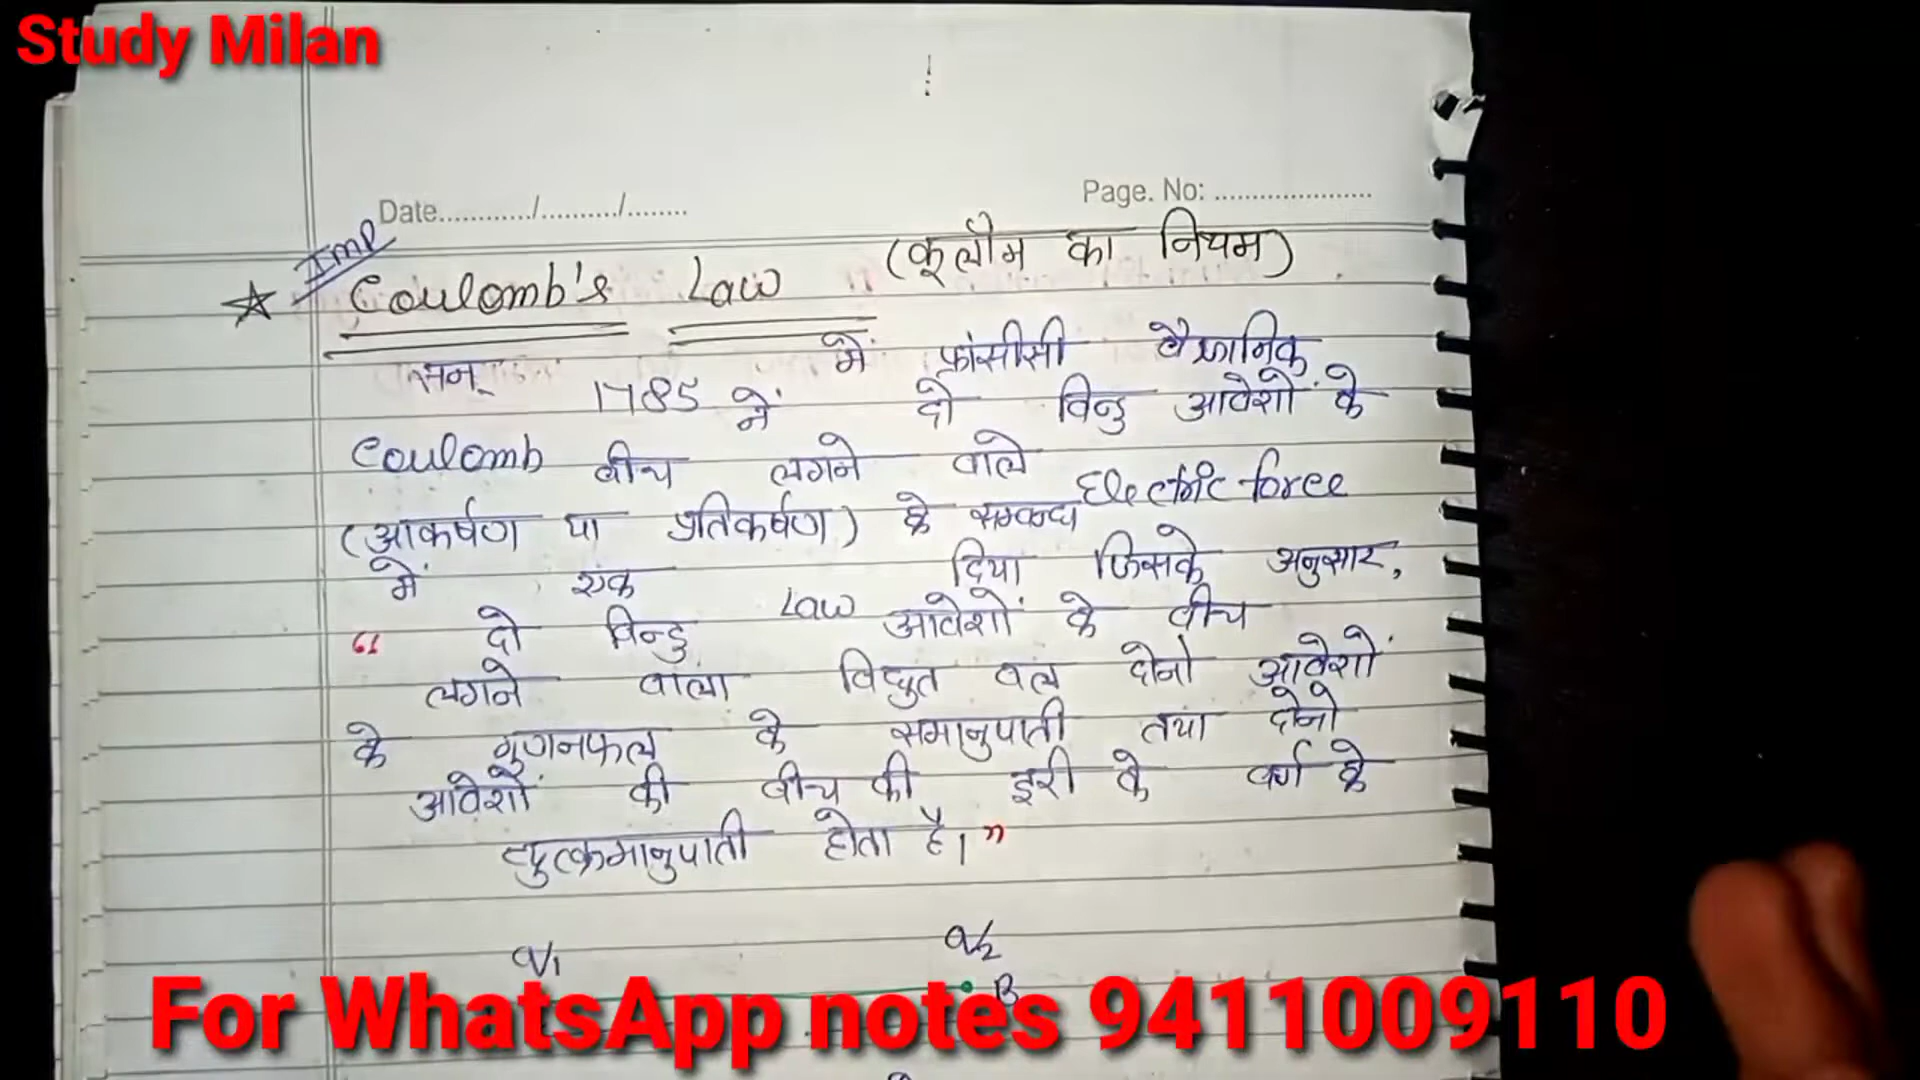 Study Milan
Date............/........../........
Page. No: .....................
Imp
Coulomb's Law (कूलॉम का नियम)
सन् में फ्रांसीसी वैज्ञानिक
1785 में दो विन्दु आवेशों के
Coulomb बीच लगने वाले
Electric force
(आकर्षण या प्रतिकर्षण) के सम्बन्ध
में एक Law दिया जिसके अनुसार,
“ दो विन्दु आवेशों के बीच
लगने वाला विद्युत बल दोनो आवेशों
के गुणनफल के समानुपाती तथा दोनो
आवेशों की बीच की दूरी के वर्ग के
व्युत्क्रमानुपाती होता है।”
q1 q2
B
For WhatsApp notes 9411009110